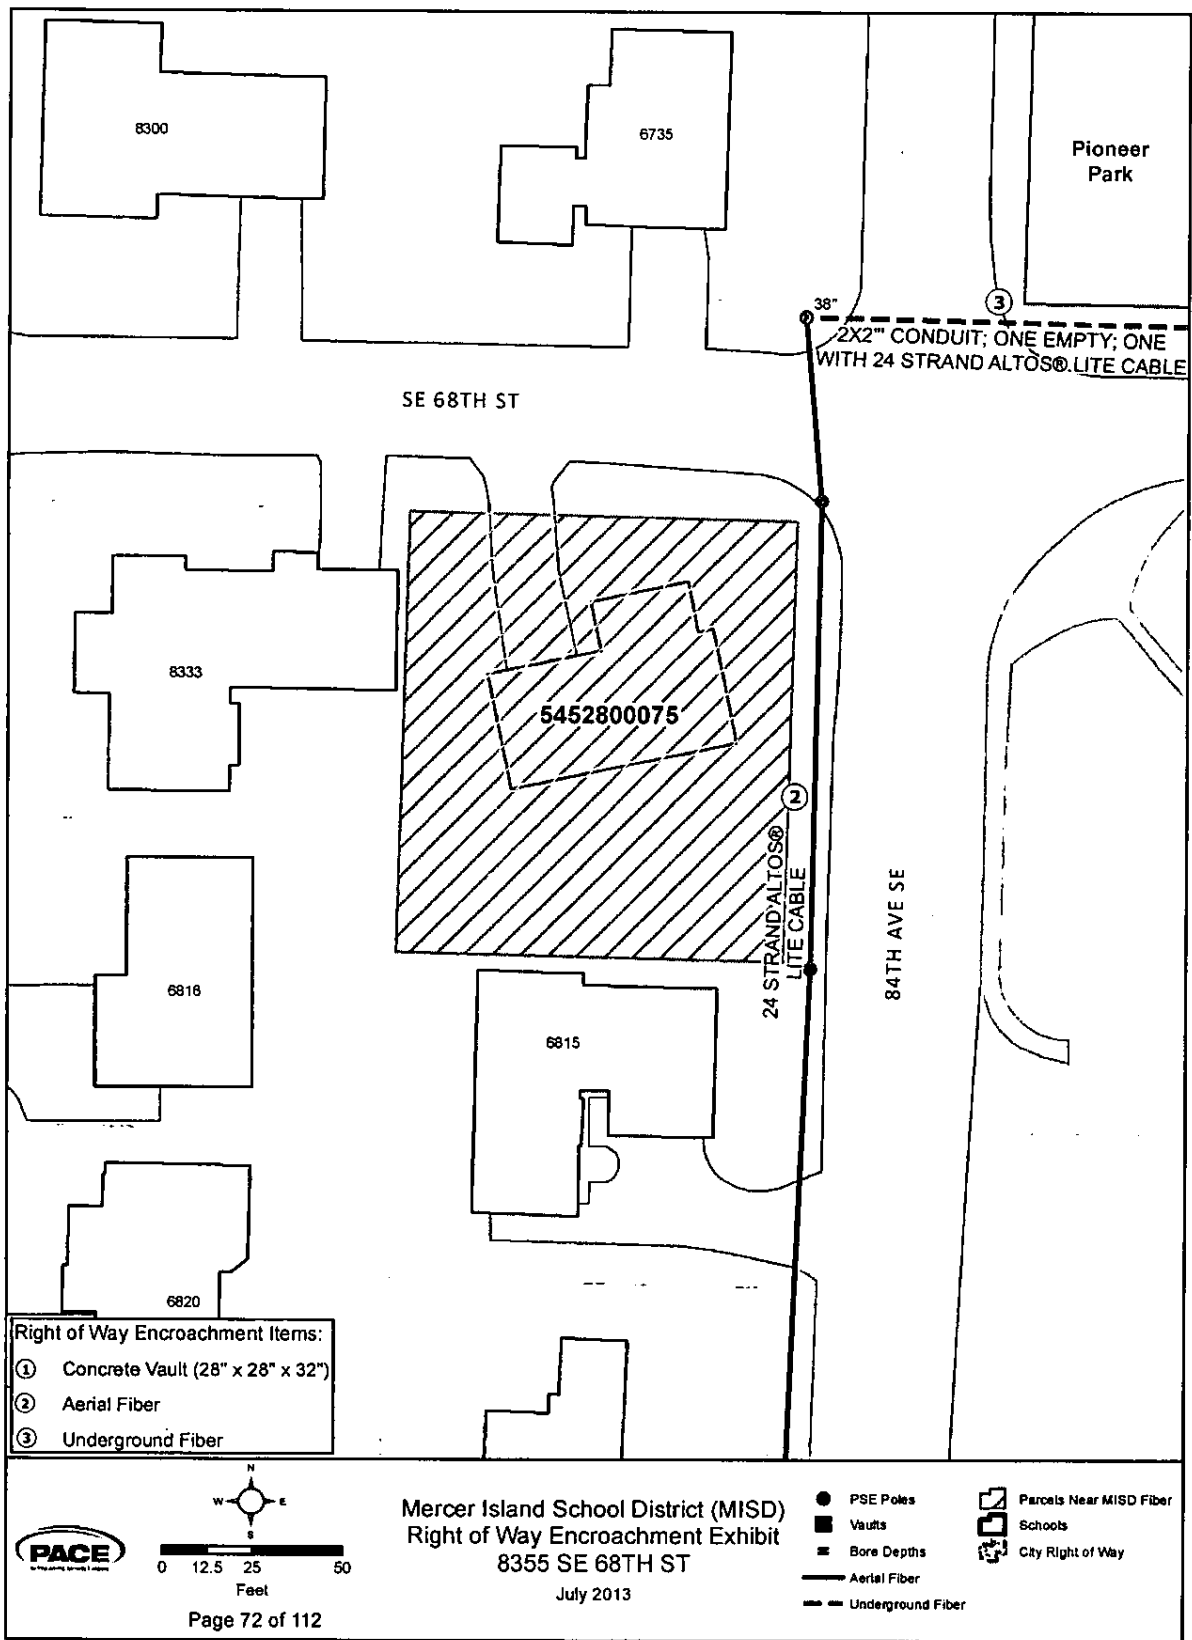 8300
6735
Pioneer
Park
38"
3
2X2'" CONDUIT; ONE EMPTY; ONE
WITH 24 STRAND ALTOS® LITE CABLE
SE 68TH ST
8333
5452800075
2
24 STRAND ALTOS®
LITE CABLE
84TH AVE SE
6816
6815
6820
Right of Way Encroachment Items:
1 Concrete Vault (28" x 28" x 32")
2 Aerial Fiber
3 Underground Fiber
PACE
N
W E
S
0 12.5 25 50
Feet
Page 72 of 112
Mercer Island School District (MISD)
Right of Way Encroachment Exhibit
8355 SE 68TH ST
July 2013
PSE Poles
Vaults
Bore Depths
Aerial Fiber
Underground Fiber
Parcels Near MISD Fiber
Schools
City Right of Way